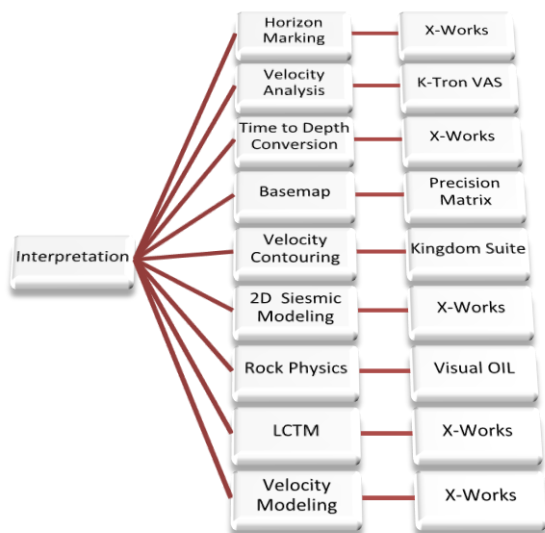 Horizon
Marking
X-Works
Velocity
Analysis
K-Tron VAS
Time to Depth
Conversion
X-Works
Basemap
Precision
Matrix
Interpretation
Velocity
Contouring
Kingdom Suite
2D Siesmic
Modeling
X-Works
Rock Physics
Visual OIL
LCTM
X-Works
Velocity
Modeling
X-Works